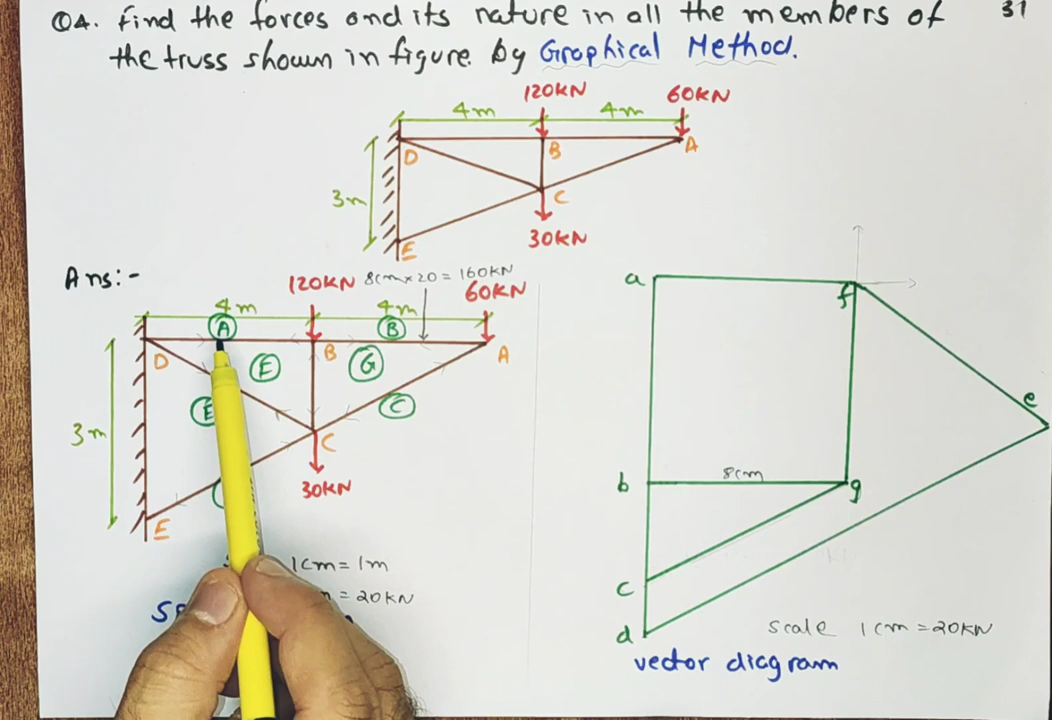 Q4. Find the forces and its nature in all the members of
31
the truss shown in figure by Graphical Method.
120KN 60KN
4m 4m
D B A
3m
C
30KN
E
Ans:-
120KN 8cm×20 = 160KN
60KN
4m 4m
A B
D B A
E G
C
3m
C
30KN
E
1cm = 1m
= 20KN
a f
e
b 8cm g
c
d
scale 1cm = 20KN
vector diagram